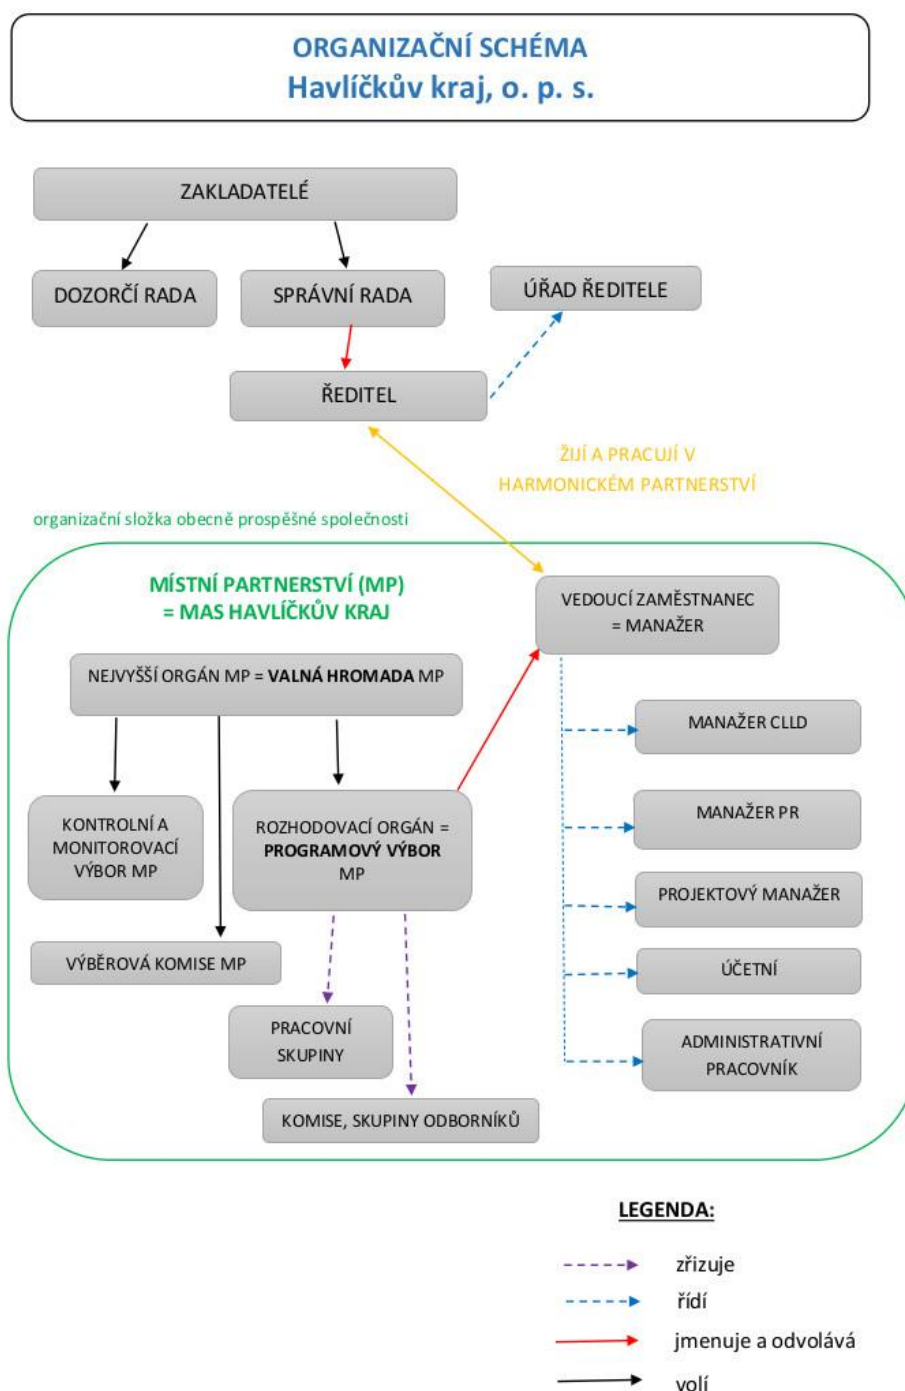 ORGANIZAČNÍ SCHÉMA
Havlíčkův kraj, o. p. s.
ZAKLADATELÉ
DOZORČÍ RADA
SPRÁVNÍ RADA
ÚŘAD ŘEDITELE
ŘEDITEL
ŽIJÍ A PRACUJÍ V
HARMONICKÉM PARTNERSTVÍ
organizační složka obecně prospěšné společnosti
MÍSTNÍ PARTNERSTVÍ (MP)
= MAS HAVLÍČKŮV KRAJ
VEDOUCÍ ZAMĚSTNANEC
= MANAŽER
NEJVYŠŠÍ ORGÁN MP = VALNÁ HROMADA MP
MANAŽER CLLD
KONTROLNÍ A
MONITOROVACÍ
VÝBOR MP
ROZHODOVACÍ ORGÁN =
PROGRAMOVÝ VÝBOR
MP
MANAŽER PR
PROJEKTOVÝ MANAŽER
VÝBĚROVÁ KOMISE MP
ÚČETNÍ
PRACOVNÍ
SKUPINY
ADMINISTRATIVNÍ
PRACOVNÍK
KOMISE, SKUPINY ODBORNÍKŮ
LEGENDA:
zřizuje
řídí
jmenuje a odvolává
volí